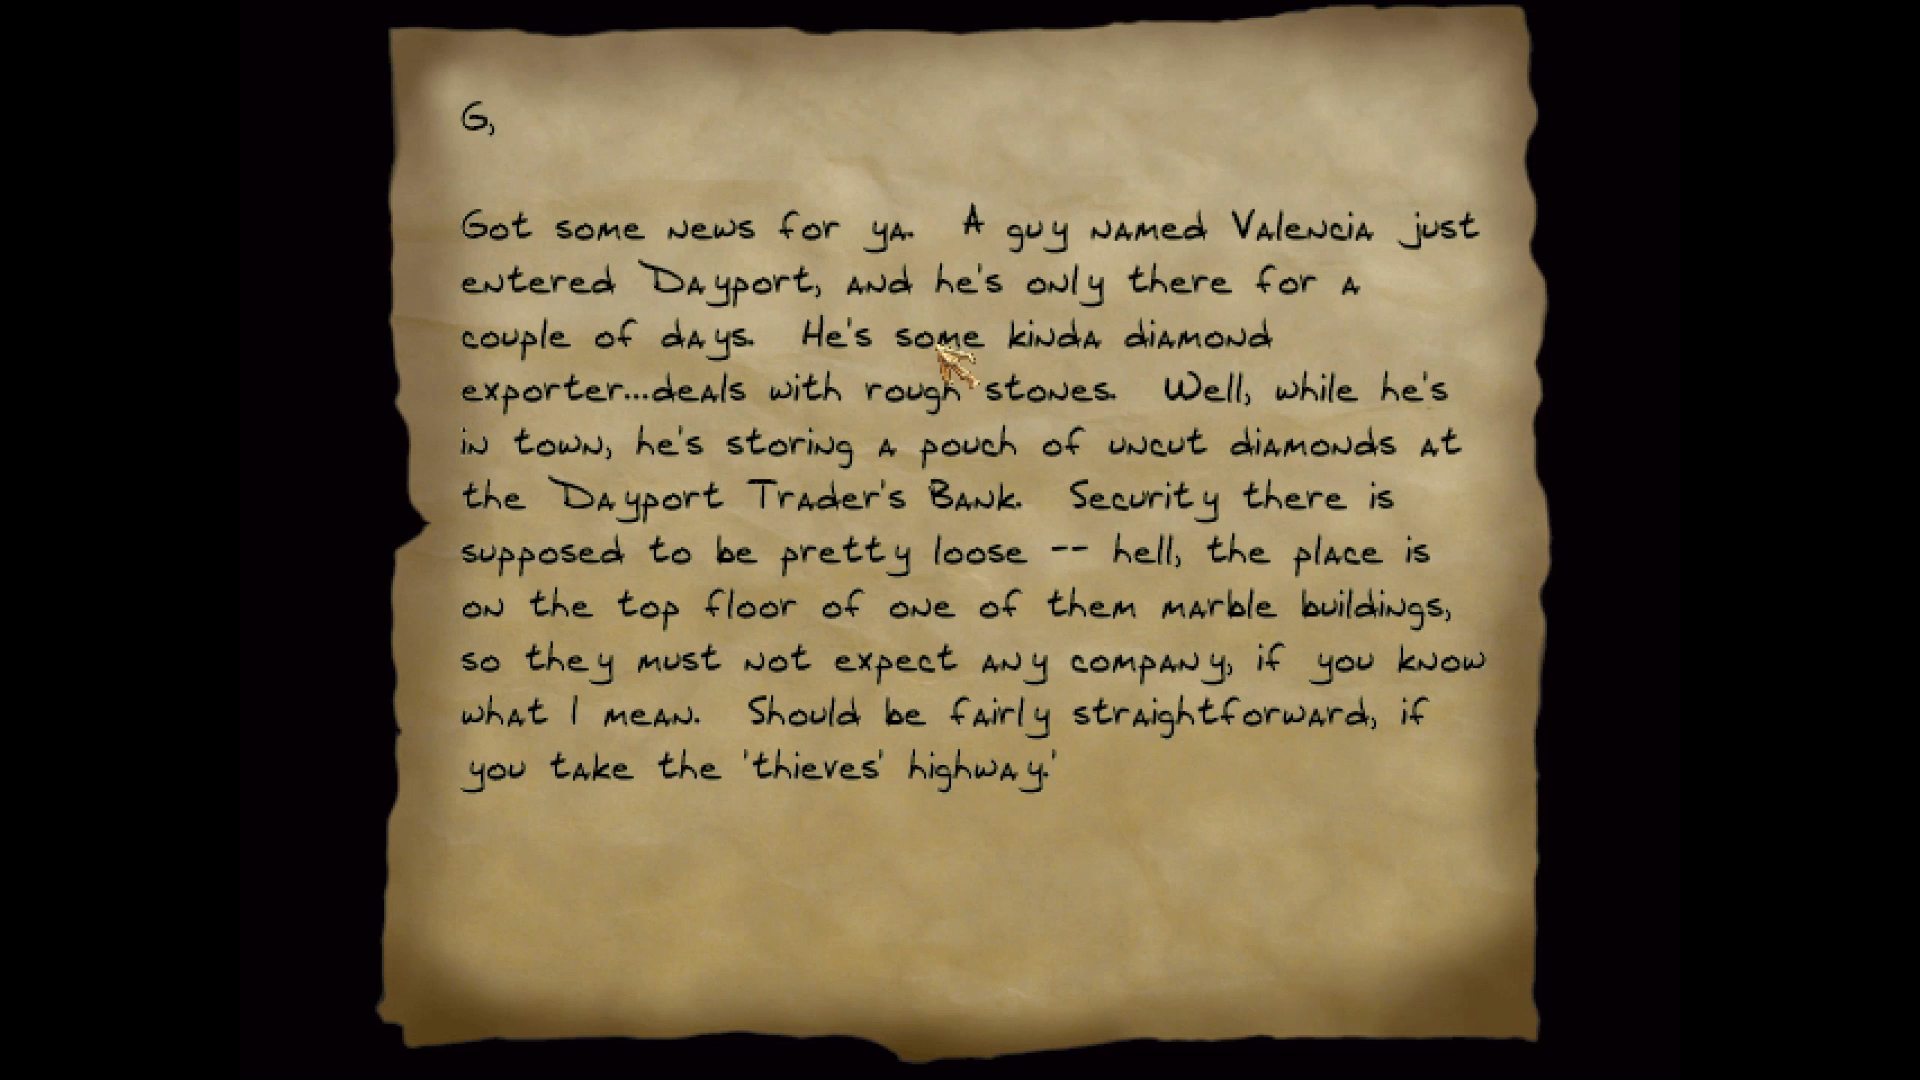 G,
Got some news for ya.  A guy named Valencia just
entered Dayport, and he's only there for a
couple of days.  He's some kinda diamond
exporter...deals with rough stones.  Well, while he's
in town, he's storing a pouch of uncut diamonds at
the Dayport Trader's Bank.  Security there is
supposed to be pretty loose -- hell, the place is
on the top floor of one of them marble buildings,
so they must not expect any company, if you know
what I mean.  Should be fairly straightforward, if
you take the 'thieves' highway.'